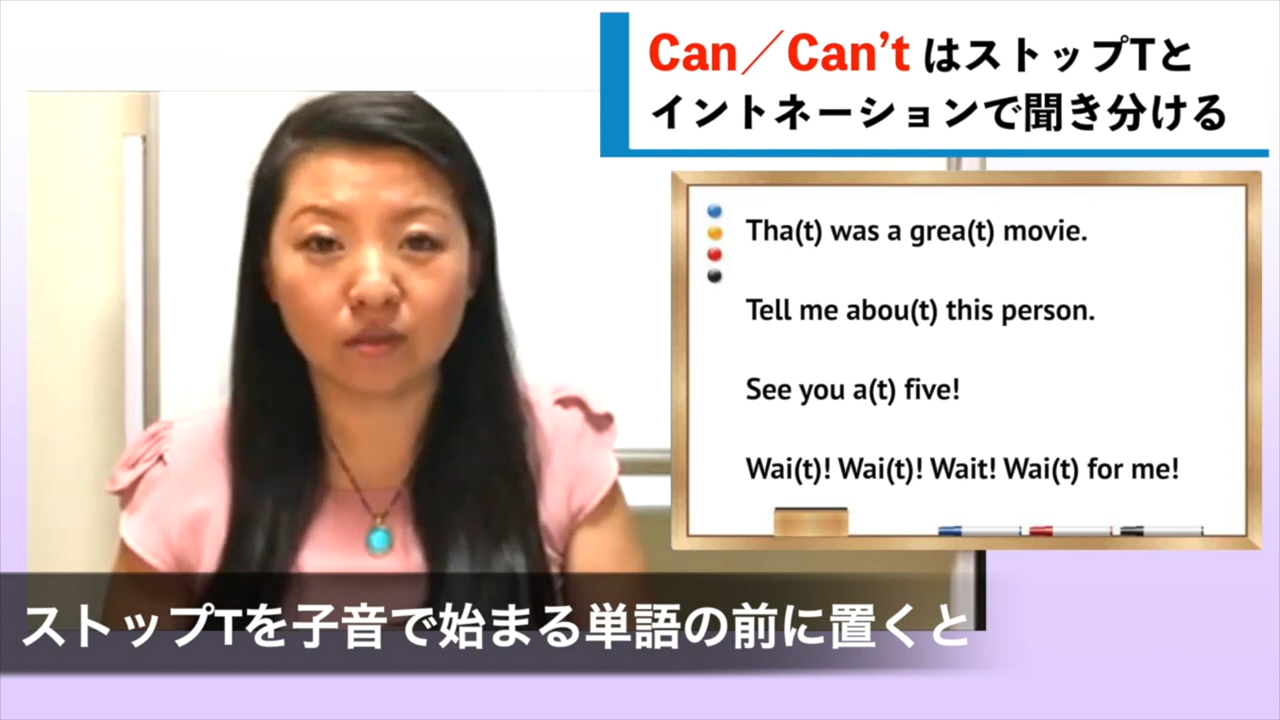 Can／Can’t はストップTと
イントネーションで聞き分ける
Tha(t) was a grea(t) movie.
Tell me abou(t) this person.
See you a(t) five!
Wai(t)! Wai(t)! Wait! Wai(t) for me!
ストップTを子音で始まる単語の前に置くと